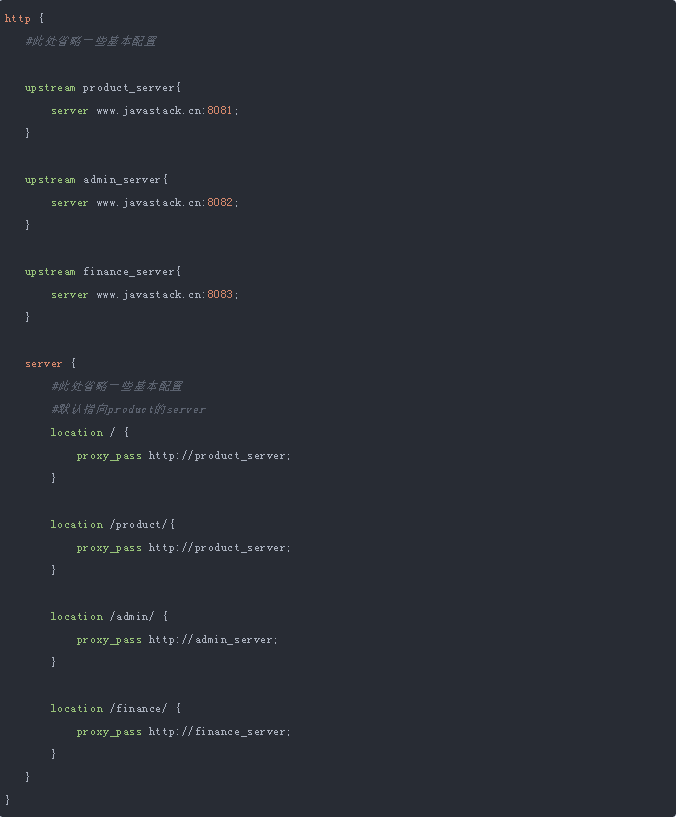 http {
#此处省略一些基本配置
upstream product_server{
server www.javastack.cn:8081;
}
upstream admin_server{
server www.javastack.cn:8082;
}
upstream finance_server{
server www.javastack.cn:8083;
}
server {
#此处省略一些基本配置
#默认指向product的server
location / {
proxy_pass http://product_server;
}
location /product/{
proxy_pass http://product_server;
}
location /admin/ {
proxy_pass http://admin_server;
}
location /finance/ {
proxy_pass http://finance_server;
}
}
}